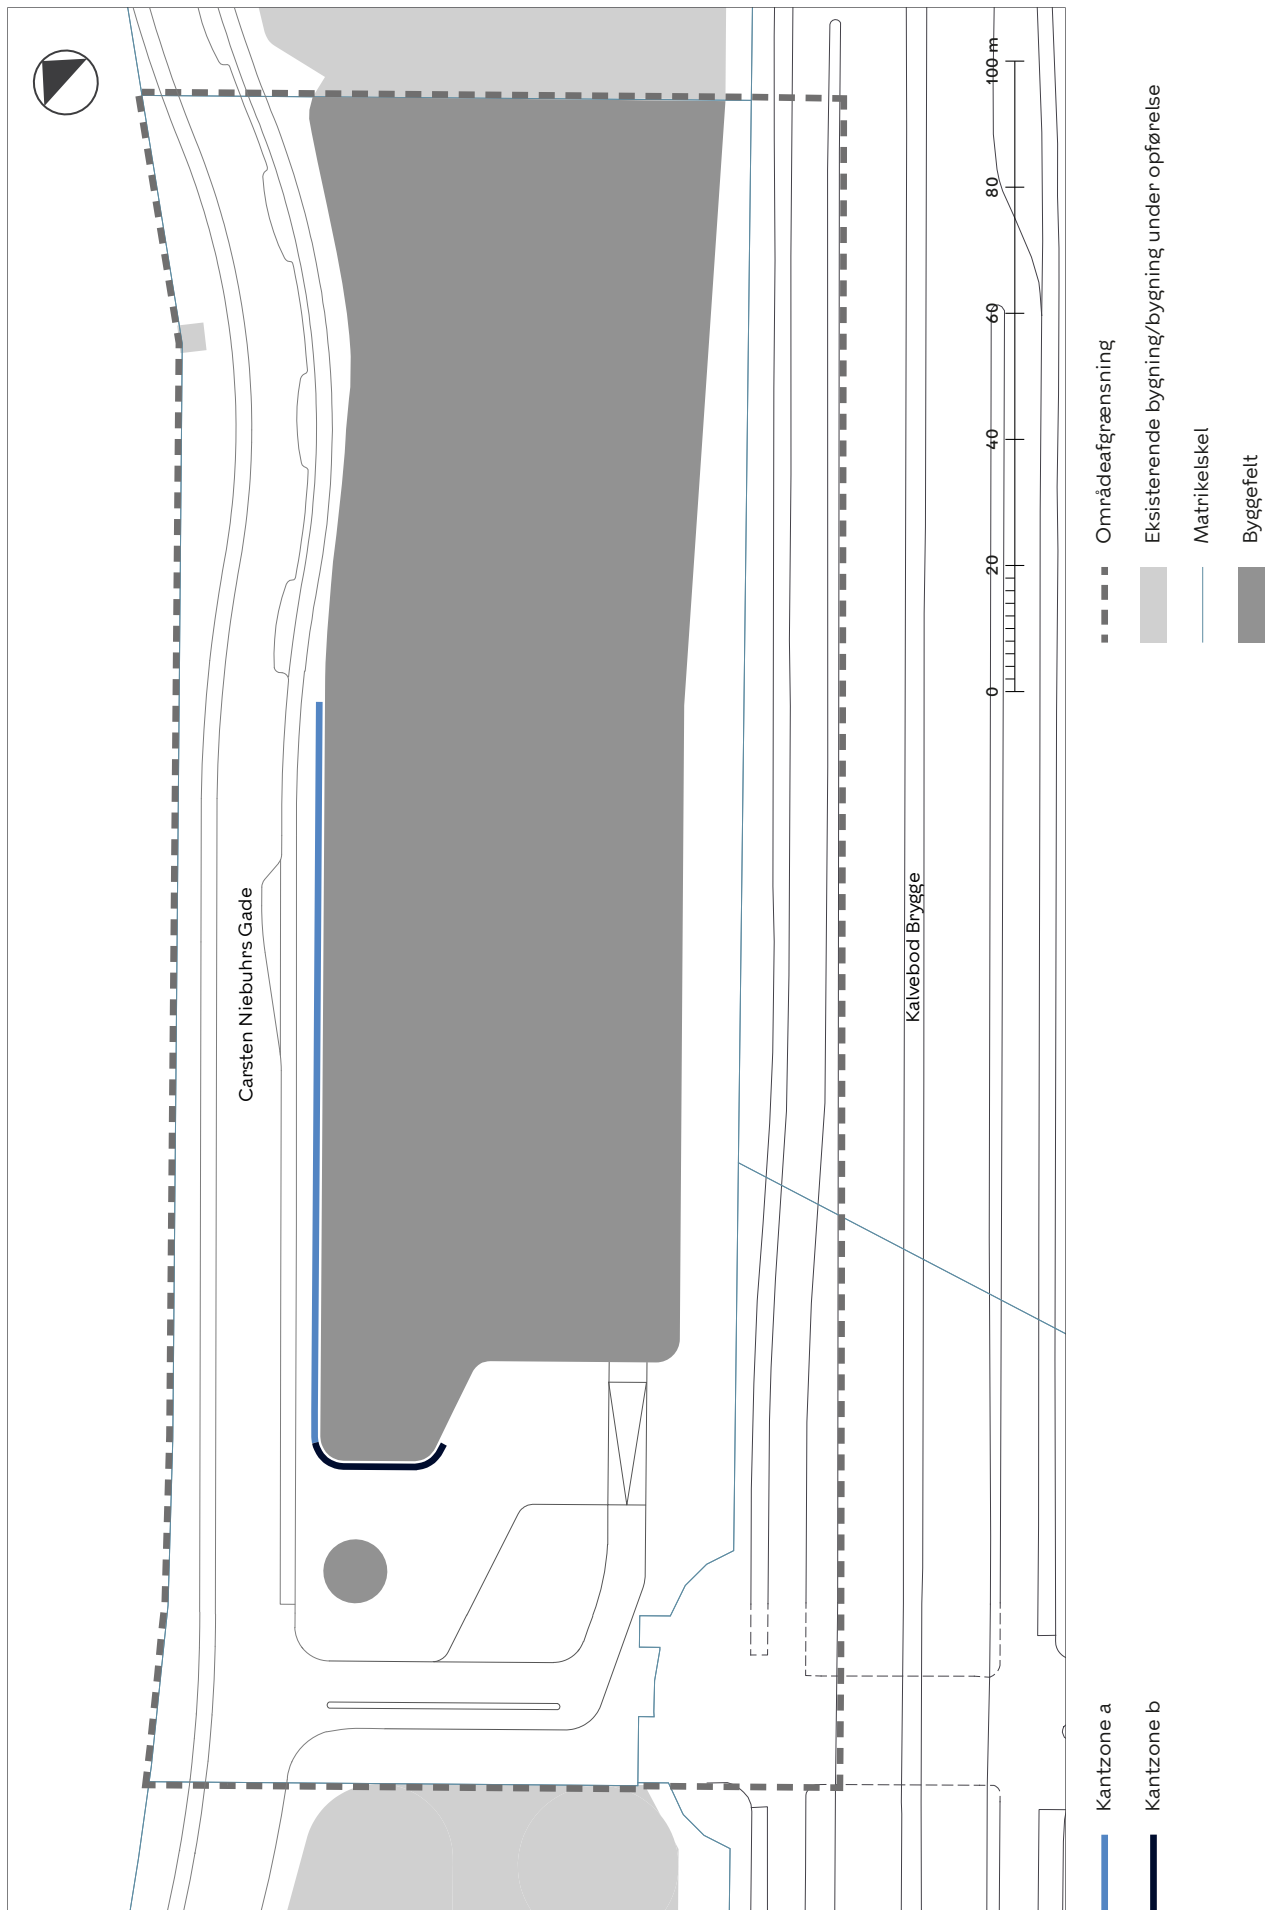 Carsten Niebuhrs Gade
Kalvebod Brygge
0 20 40 60 80 100 m
Kantzone a
Kantzone b
Områdeafgrænsning
Eksisterende bygning/bygning under opførelse
Matrikelskel
Byggefelt